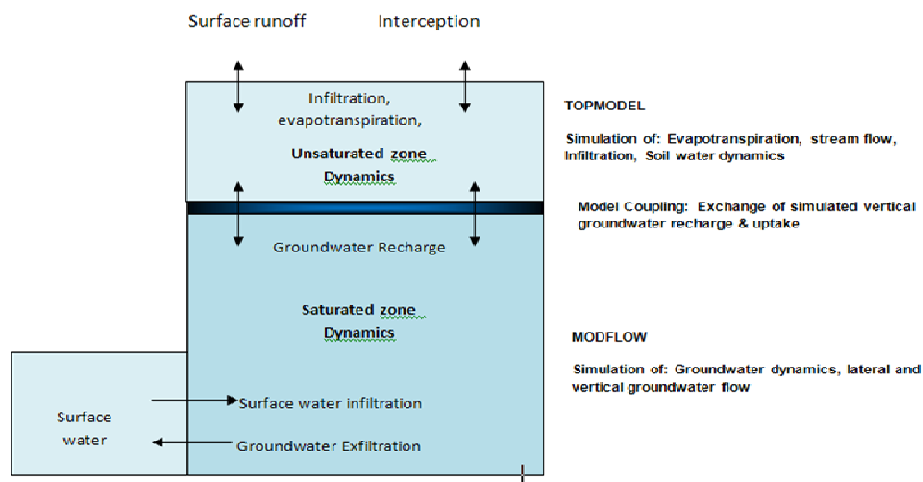 Surface runoff
Interception
Infiltration,
evapotranspiration,
Unsaturated zone
Dynamics
TOPMODEL
Simulation of: Evapotranspiration, stream flow,
Infiltration, Soil water dynamics
Model Coupling: Exchange of simulated vertical
groundwater recharge & uptake
Groundwater Recharge
Saturated zone
Dynamics
MODFLOW
Simulation of: Groundwater dynamics, lateral and
vertical groundwater flow
Surface
water
Surface water infiltration
Groundwater Exfiltration